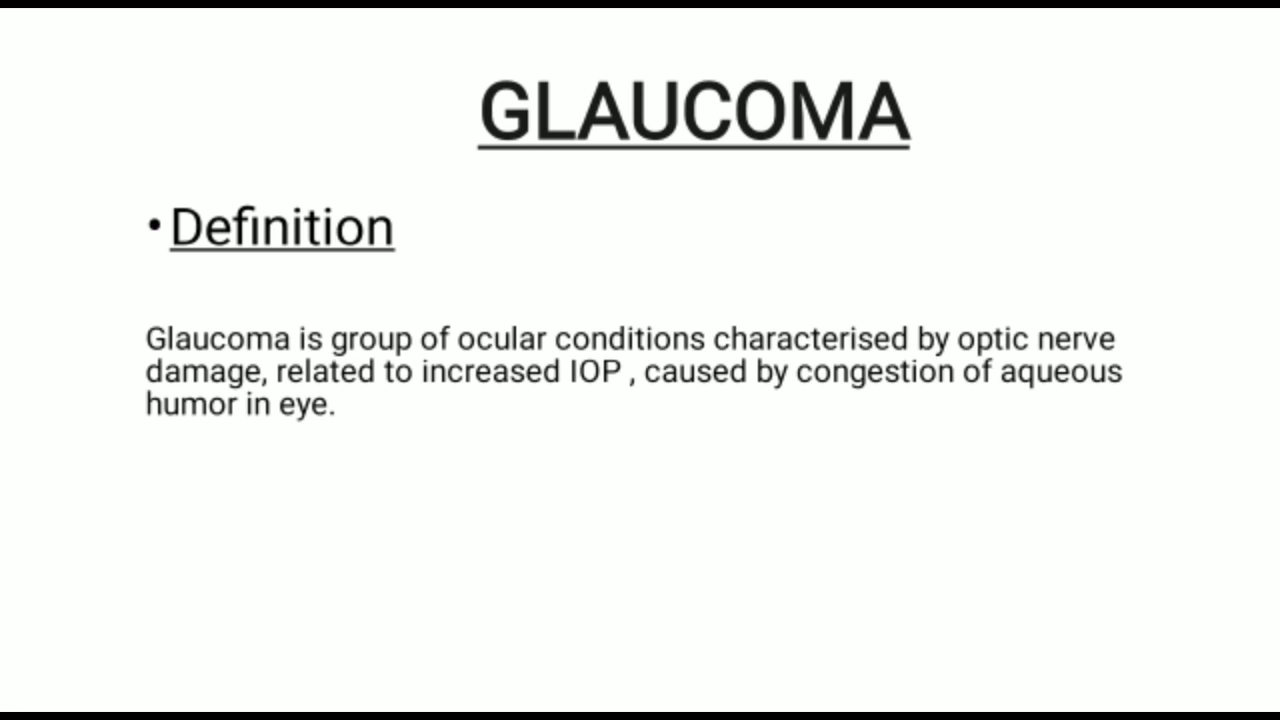 GLAUCOMA
• Definition
Glaucoma is group of ocular conditions characterised by optic nerve
damage, related to increased IOP , caused by congestion of aqueous
humor in eye.